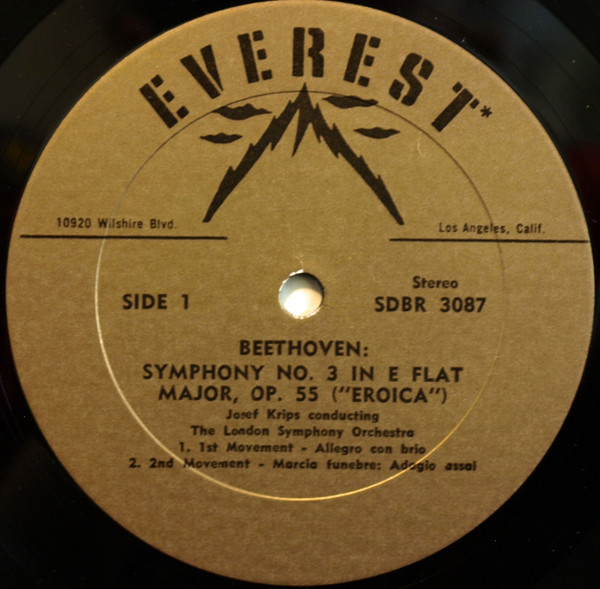 EVEREST*
10920 Wilshire Blvd.
Los Angeles, Calif.
SIDE 1
Stereo
SDBR 3087
BEETHOVEN:
SYMPHONY NO. 3 IN E FLAT
MAJOR, OP. 55 ("EROICA")
Josef Krips conducting
The London Symphony Orchestra
1. 1st Movement - Allegro con brio
2. 2nd Movement - Marcia funebre: Adagio assai